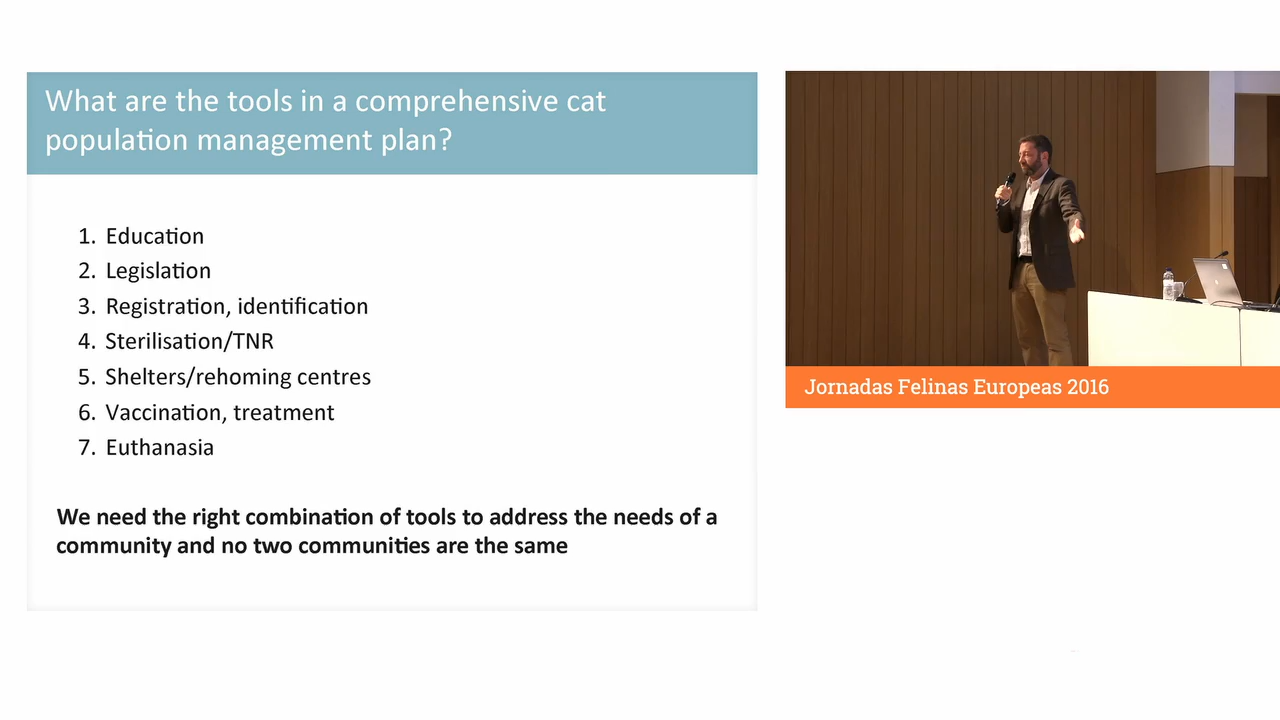 What are the tools in a comprehensive cat
population management plan?
1. Education
2. Legislation
3. Registration, identification
4. Sterilisation/TNR
5. Shelters/rehoming centres
6. Vaccination, treatment
7. Euthanasia
We need the right combination of tools to address the needs of a
community and no two communities are the same
Jornadas Felinas Europeas 2016